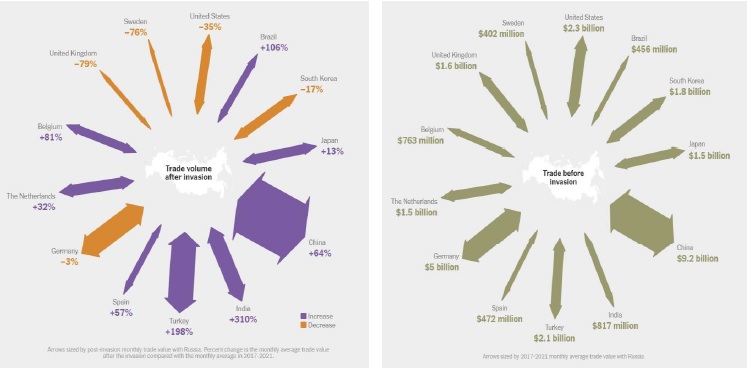 United States
−35%
Sweden
−76%
Brazil
+106%
United Kingdom
−79%
South Korea
−17%
Belgium
+81%
Japan
+13%
Trade volume
after invasion
The Netherlands
+32%
China
+64%
Germany
−3%
Spain
+57%
India
+310%
Turkey
+198%
Increase
Decrease
Arrows sized by post-invasion monthly trade with Russia. Percent change is the monthly average trade value
after the invasion compared with the monthly average in 2017-2021.
United States
$2.3 billion
Sweden
$402 million
Brazil
$456 million
United Kingdom
$1.6 billion
South Korea
$1.8 billion
Belgium
$763 million
Japan
$1.5 billion
Trade before
invasion
The Netherlands
$1.5 billion
China
$9.2 billion
Germany
$5 billion
Spain
$472 million
India
$817 million
Turkey
$2.1 billion
Arrows sized by 2017-2021 monthly average trade value with Russia